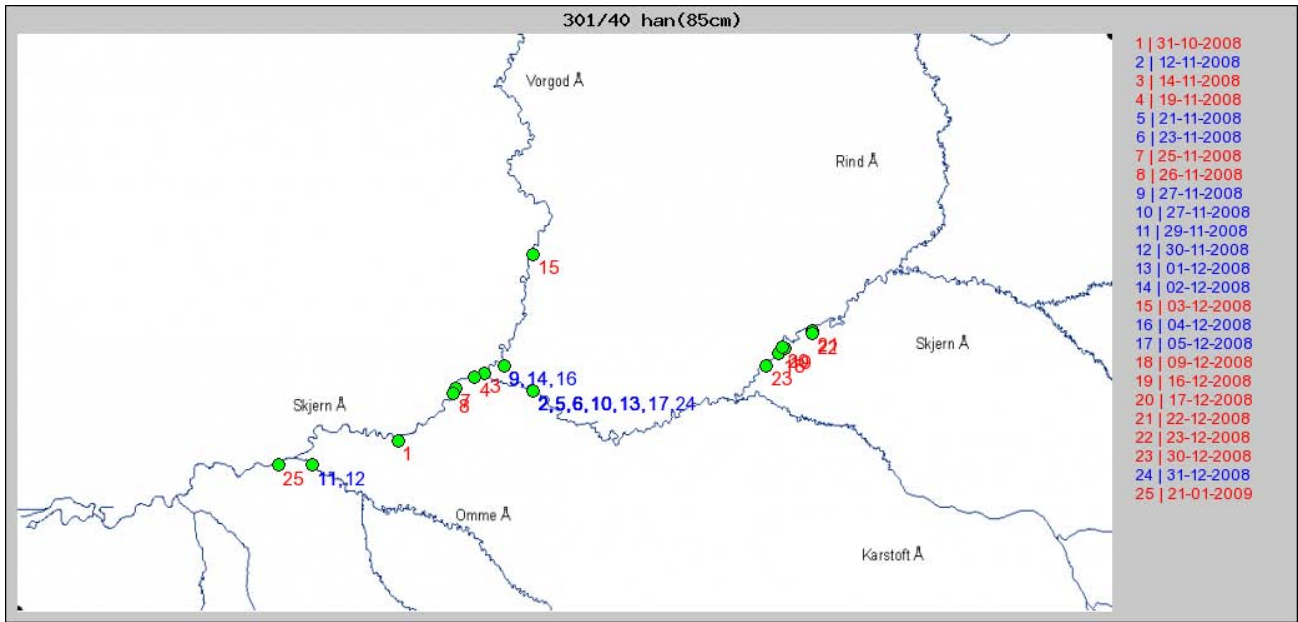 301/40 han(85cm)
Vorgod Å
Rind Å
15
Skjern Å
21
22
20
19
18
23
9,14,16
3
4
7
8
2,5,6,10,13,17,24
Skjern Å
1
25
11,12
Omme Å
Karstoft Å
1 | 31-10-2008
2 | 12-11-2008
3 | 14-11-2008
4 | 19-11-2008
5 | 21-11-2008
6 | 23-11-2008
7 | 25-11-2008
8 | 26-11-2008
9 | 27-11-2008
10 | 27-11-2008
11 | 29-11-2008
12 | 30-11-2008
13 | 01-12-2008
14 | 02-12-2008
15 | 03-12-2008
16 | 04-12-2008
17 | 05-12-2008
18 | 09-12-2008
19 | 16-12-2008
20 | 17-12-2008
21 | 22-12-2008
22 | 23-12-2008
23 | 30-12-2008
24 | 31-12-2008
25 | 21-01-2009